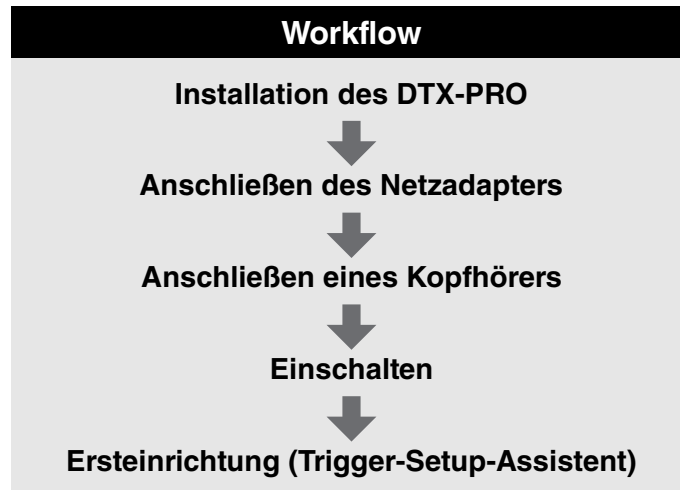 Workflow
Installation des DTX-PRO
Anschließen des Netzadapters
Anschließen eines Kopfhörers
Einschalten
Ersteinrichtung (Trigger-Setup-Assistent)